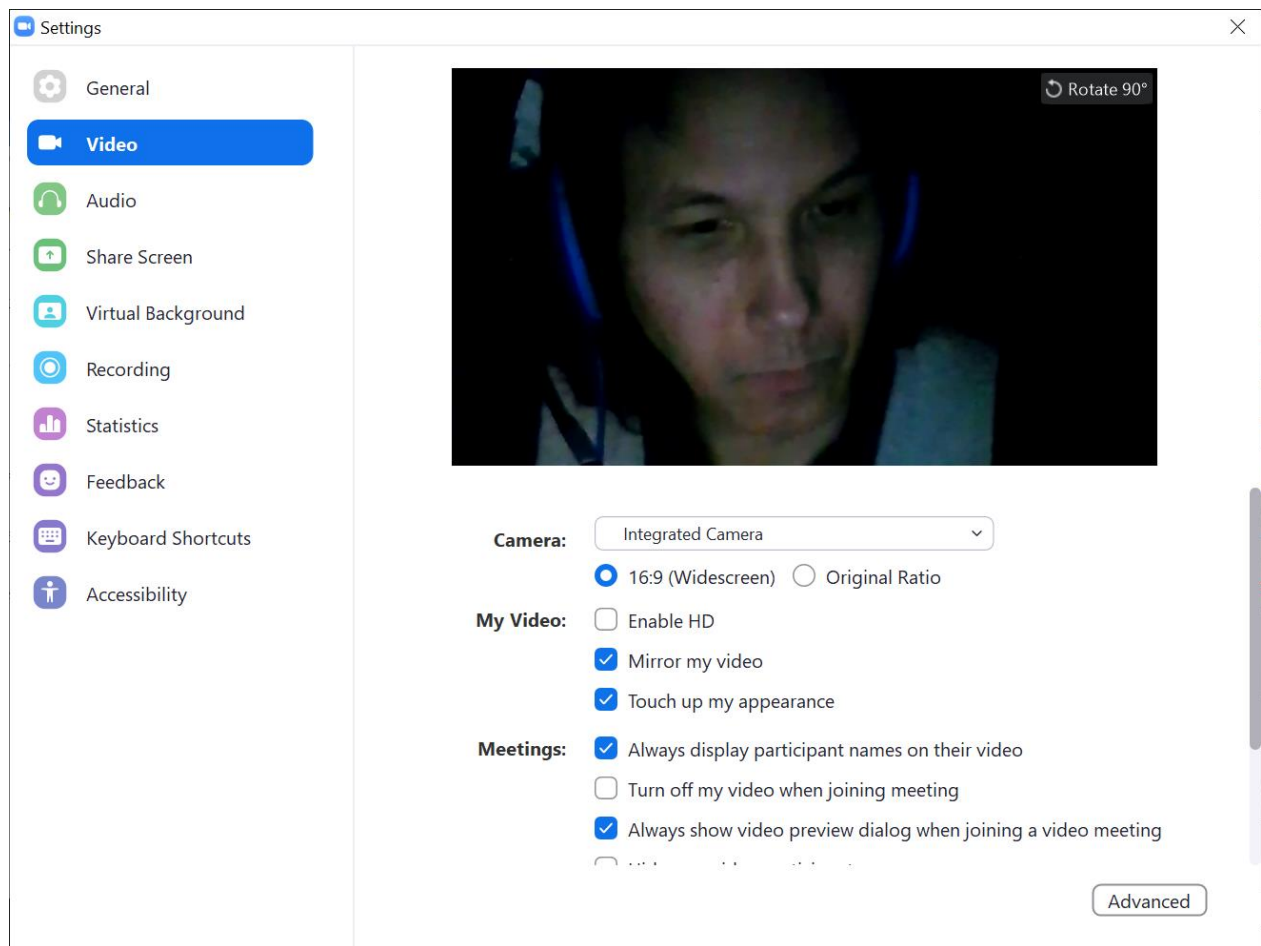 Settings
General
Video
Audio
Share Screen
Virtual Background
Recording
Statistics
Feedback
Keyboard Shortcuts
Accessibility
Rotate 90°
Camera: Integrated Camera
16:9 (Widescreen) Original Ratio
My Video: Enable HD
Mirror my video
Touch up my appearance
Meetings: Always display participant names on their video
Turn off my video when joining meeting
Always show video preview dialog when joining a video meeting
Advanced